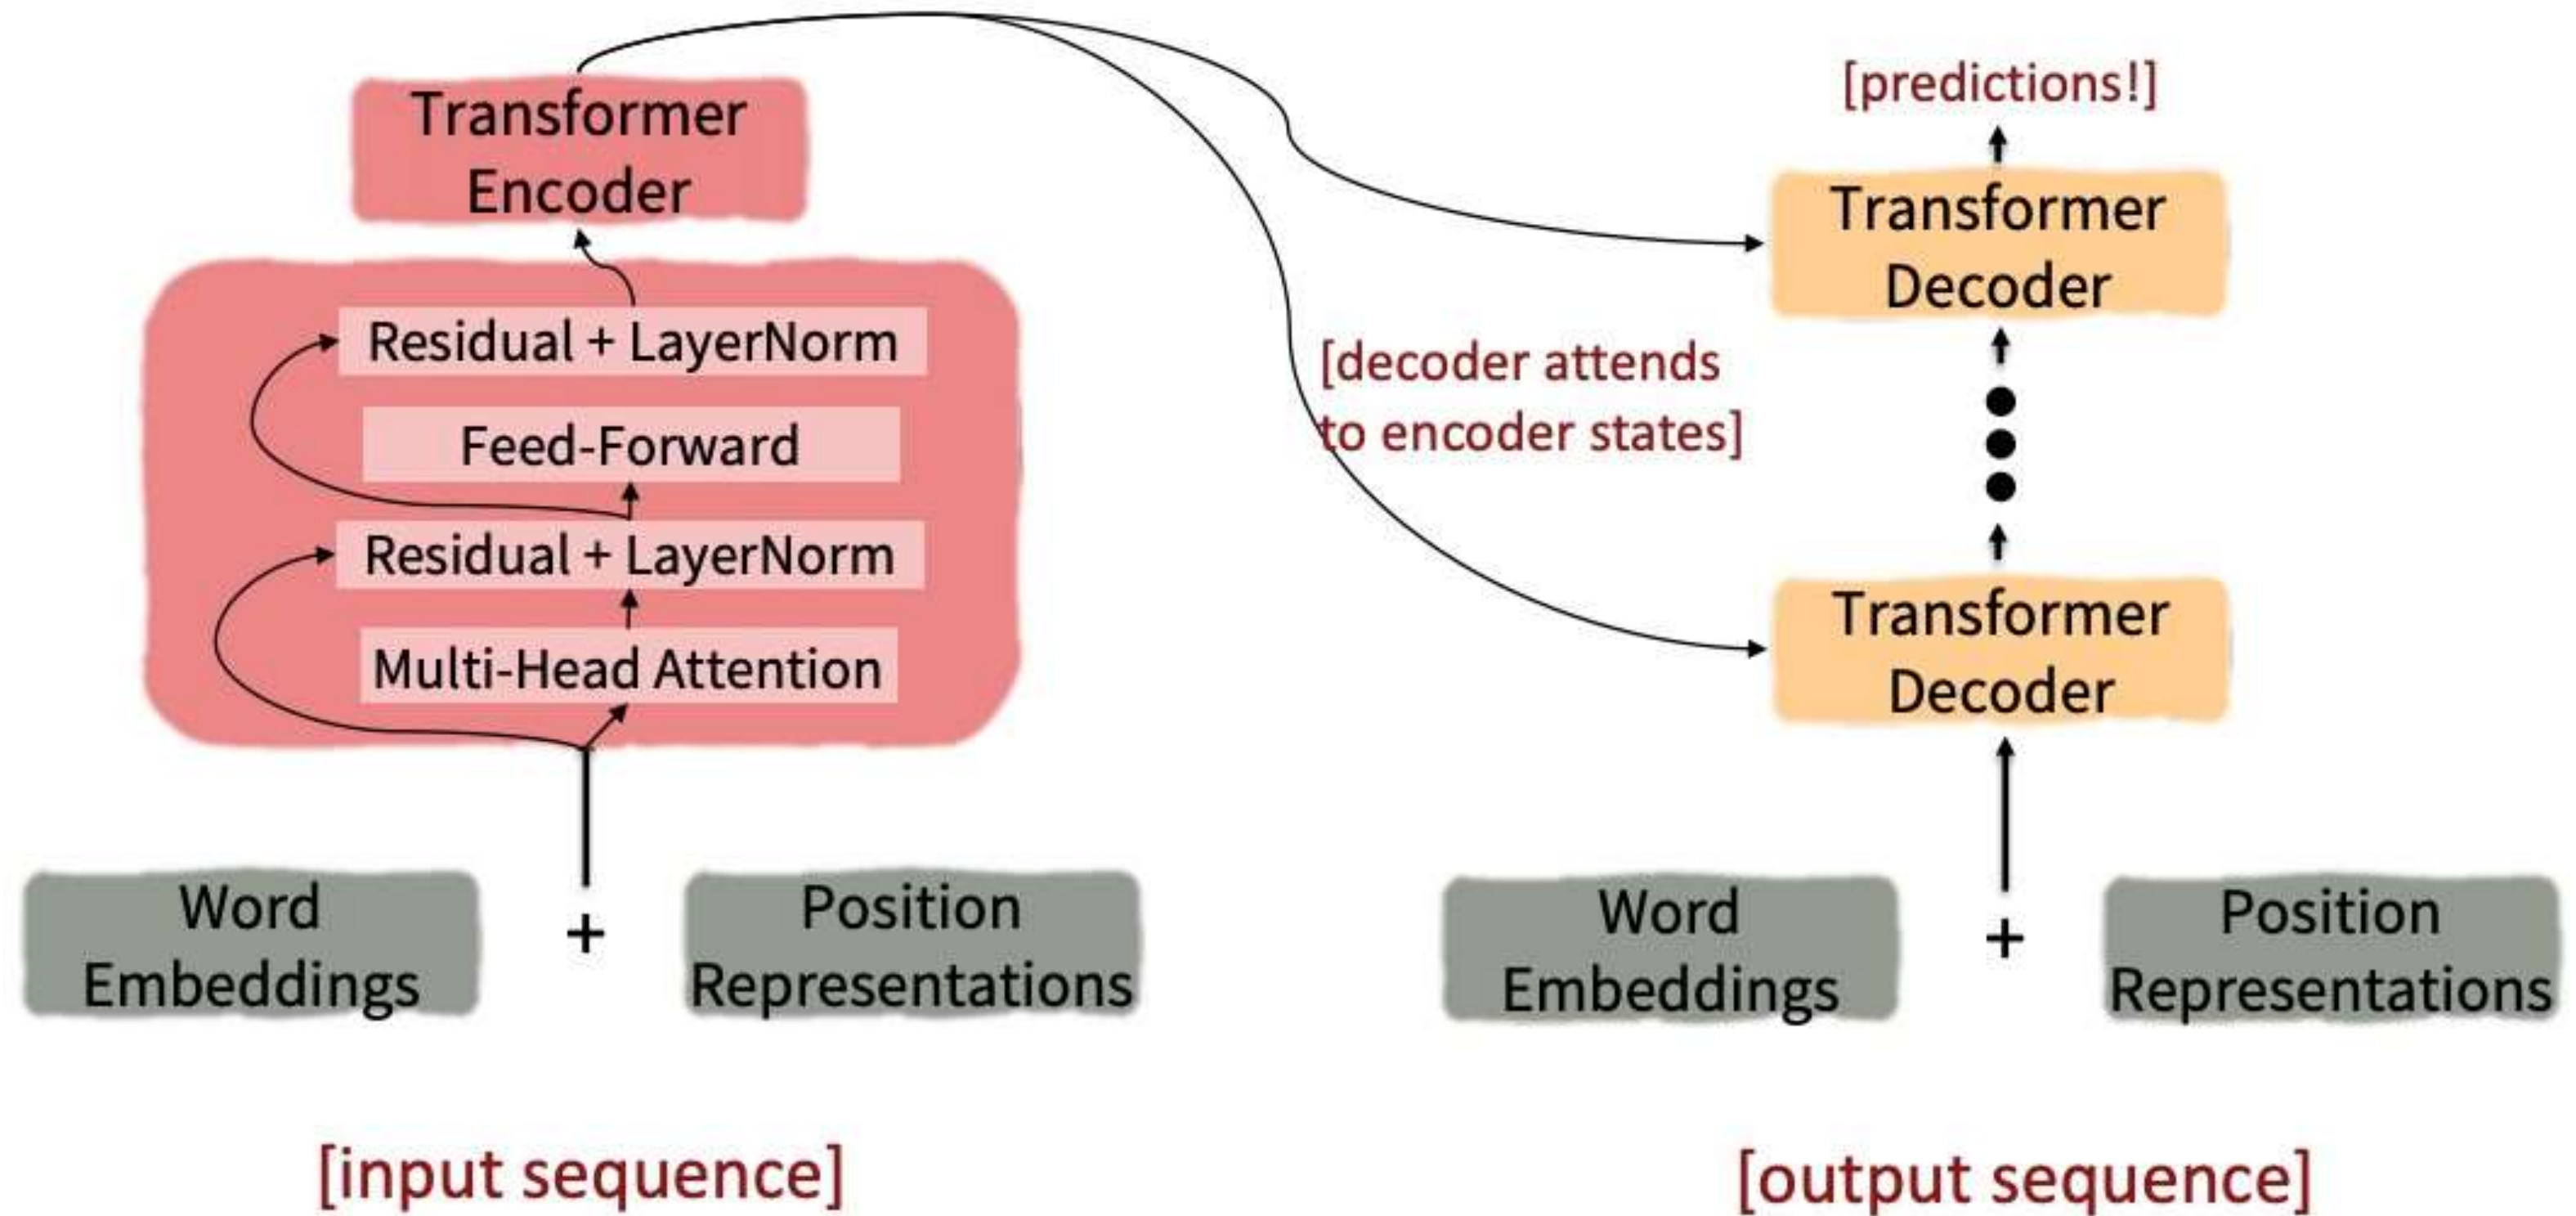 Transformer
Encoder
Residual + LayerNorm
Feed-Forward
Residual + LayerNorm
Multi-Head Attention
Word
Embeddings
+
Position
Representations
[input sequence]
[decoder attends
to encoder states]
[predictions!]
Transformer
Decoder
Transformer
Decoder
Word
Embeddings
+
Position
Representations
[output sequence]